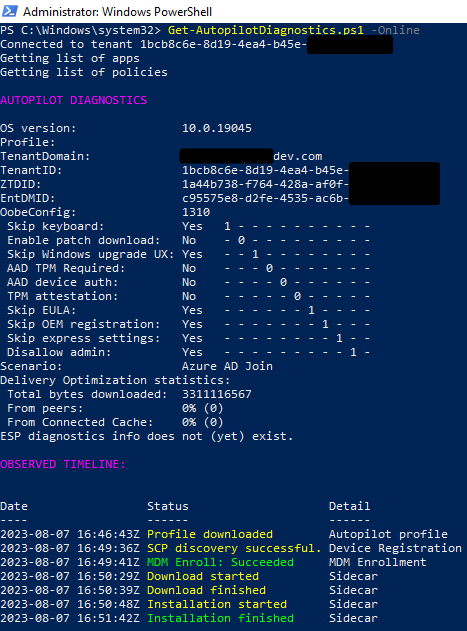 Administrator: Windows PowerShell
PS C:\Windows\system32> Get-AutopilotDiagnostics.ps1 -Online
Connected to tenant 1bcb8c6e-8d19-4ea4-b45e-
Getting list of apps
Getting list of policies
AUTOPILOT DIAGNOSTICS
OS version: 10.0.19045
Profile:
TenantDomain: dev.com
TenantID: 1bcb8c6e-8d19-4ea4-b45e-
ZTDID: 1a44b738-f764-428a-af0f-
EntDMID: c95575e8-d2fe-4535-ac6b-
OobeConfig: 1310
Skip keyboard: Yes 1 - - - - - - - - - -
Enable patch download: No - 0 - - - - - - - - -
Skip Windows upgrade UX: Yes - - 1 - - - - - - - -
AAD TPM Required: No - - - 0 - - - - - - -
AAD device auth: No - - - - 0 - - - - - -
TPM attestation: No - - - - - 0 - - - - -
Skip EULA: Yes - - - - - - 1 - - - -
Skip OEM registration: Yes - - - - - - - 1 - - -
Skip express settings: Yes - - - - - - - - 1 - -
Disallow admin: Yes - - - - - - - - - 1 -
Scenario: Azure AD Join
Delivery Optimization statistics:
Total bytes downloaded: 3311116567
From peers: 0% (0)
From Connected Cache: 0% (0)
ESP diagnostics info does not (yet) exist.
OBSERVED TIMELINE:
Date Status Detail
---- ------ ------
2023-08-07 16:46:43Z Profile downloaded Autopilot profile
2023-08-07 16:49:36Z SCP discovery successful. Device Registration
2023-08-07 16:49:41Z MDM Enroll: Succeeded MDM Enrollment
2023-08-07 16:50:29Z Download started Sidecar
2023-08-07 16:50:39Z Download finished Sidecar
2023-08-07 16:50:48Z Installation started Sidecar
2023-08-07 16:51:42Z Installation finished Sidecar